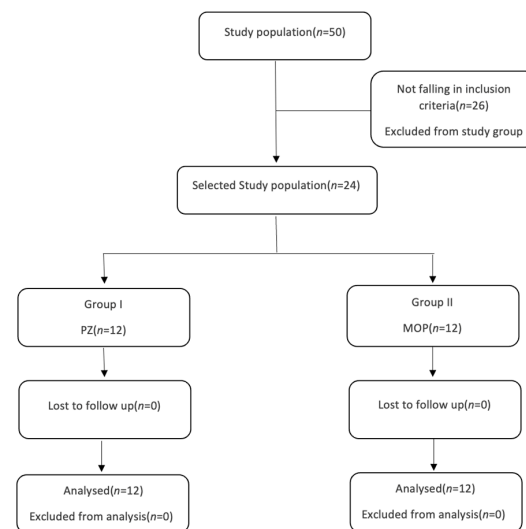 Study population(n=50)
Not falling in inclusion
criteria(n=26)
Excluded from study group
Selected Study population(n=24)
Group I
PZ(n=12)
Group II
MOP(n=12)
Lost to follow up(n=0)
Lost to follow up(n=0)
Analysed(n=12)
Excluded from analysis(n=0)
Analysed(n=12)
Excluded from analysis(n=0)